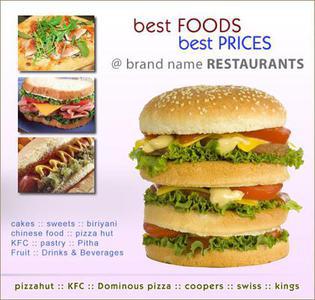 best FOODS
best PRICES
@ brand name RESTAURANTS
cakes :: sweets :: biriyani
chinese food :: pizza hut
KFC :: pastry :: Pitha
Fruit :: Drinks & Beverages
pizzahut :: KFC :: Dominous pizza :: coopers :: swiss :: kings